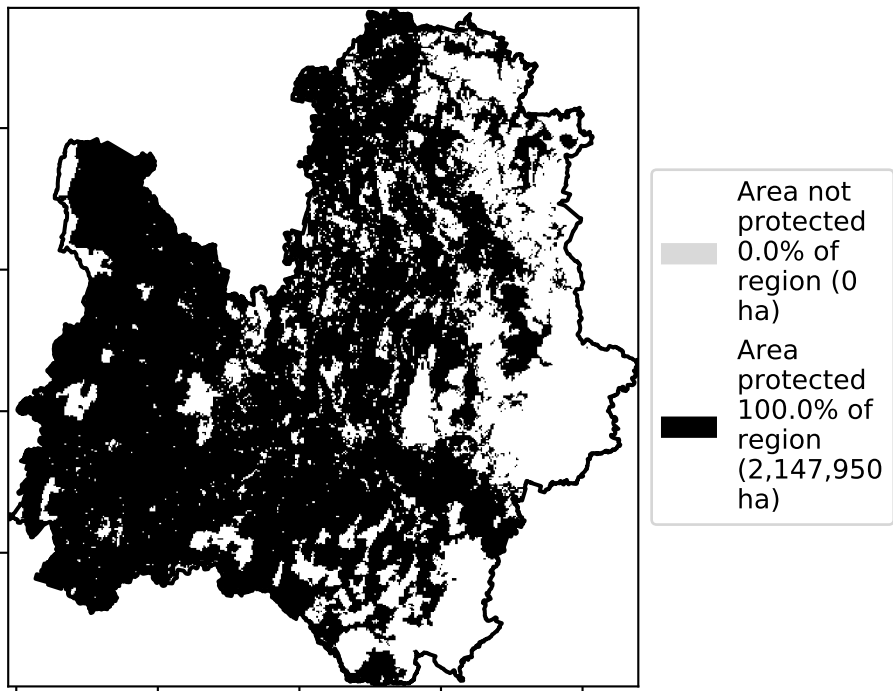 Area not
protected
0.0% of
region (0
ha)
Area
protected
100.0% of
region
(2,147,950
ha)